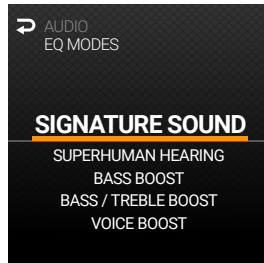 AUDIO
EQ MODES
SIGNATURE SOUND
SUPERHUMAN HEARING
BASS BOOST
BASS / TREBLE BOOST
VOICE BOOST